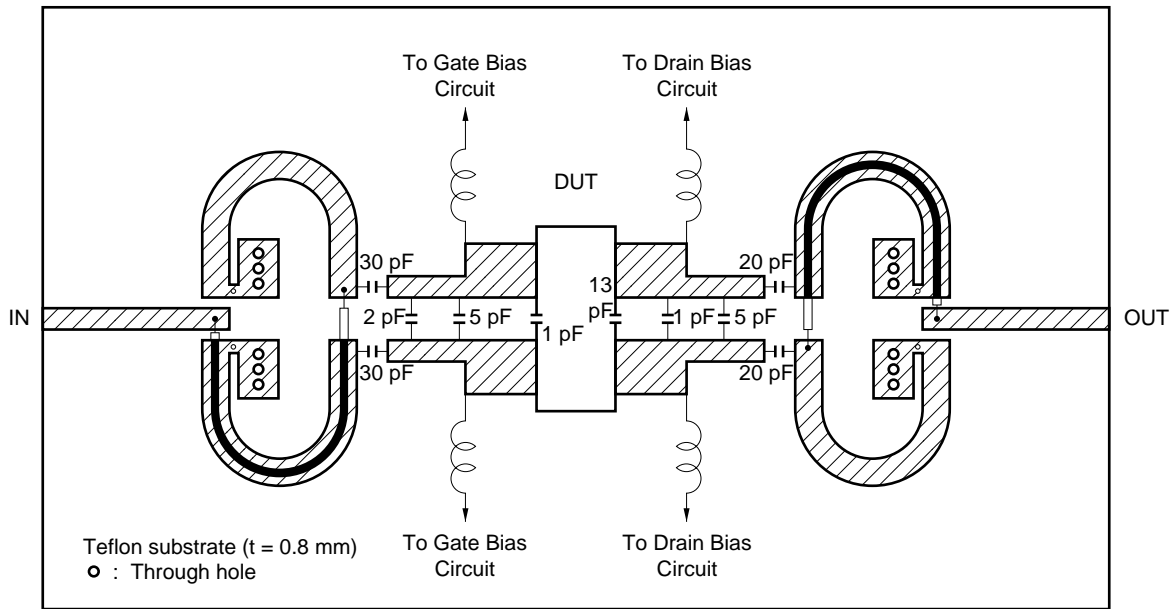 To Gate Bias
Circuit
To Drain Bias
Circuit
DUT
30 pF
20 pF
13
pF
IN
2 pF
5 pF
1 pF
1 pF
5 pF
OUT
30 pF
20 pF
To Gate Bias
Circuit
To Drain Bias
Circuit
Teflon substrate (t = 0.8 mm)
: Through hole